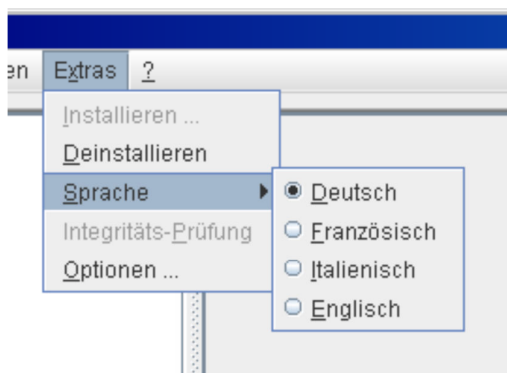 en Extras ?
Installieren ...
Deinstallieren
Sprache
Deutsch
Französisch
Integritäts-Prüfung
Italienisch
Optionen ...
Englisch